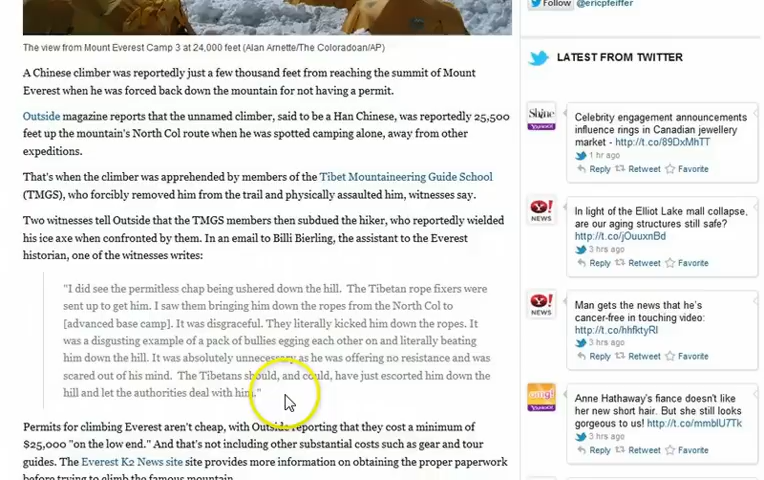 Follow @ericpfeiffer
The view from Mount Everest Camp 3 at 24,000 feet (Alan Arnette/The Coloradoan/AP)
A Chinese climber was reportedly just a few thousand feet from reaching the summit of Mount
Everest when he was forced back down the mountain for not having a permit.
Outside magazine reports that the unnamed climber, said to be a Han Chinese, was reportedly 25,500
feet up the mountain's North Col route when he was spotted camping alone, away from other
expeditions.
That's when the climber was apprehended by members of the Tibet Mountaineering Guide School
(TMGS), who forcibly removed him from the trail and physically assaulted him, witnesses say.
Two witnesses tell Outside that the TMGS members then subdued the hiker, who reportedly wielded
his ice axe when confronted by them. In an email to Billi Bierling, the assistant to the Everest
historian, one of the witnesses writes:
"I did see the permitless chap being ushered down the hill. The Tibetan rope fixers were
sent up to get him. I saw them bringing him down the ropes from the North Col to
[advanced base camp]. It was disgraceful. They literally kicked him down the ropes. It
was a disgusting example of a pack of bullies egging each other on and literally beating
him down the hill. It was absolutely unnecessary as he was offering no resistance and was
scared out of his mind. The Tibetans should, and could, have just escorted him down the
hill and let the authorities deal with him."
Permits for climbing Everest aren't cheap, with Outside reporting that they cost a minimum of
$25,000 "on the low end." And that's not including other substantial costs such as gear and tour
guides. The Everest K2 News site site provides more information on obtaining the proper paperwork
before trying to climb the famous mountain.
LATEST FROM TWITTER
Shine
YAHOO!
Celebrity engagement announcements
influence rings in Canadian jewellery
market - http://t.co/89DxMhTT
1 hr ago
Reply Retweet Favorite
Y!
NEWS
In light of the Elliot Lake mall collapse,
are our aging structures still safe?
http://t.co/jOuuxnBd
3 hrs ago
Reply Retweet Favorite
Y!
NEWS
Man gets the news that he's
cancer-free in touching video:
http://t.co/hhfktyRl
3 hrs ago
Reply Retweet Favorite
omg!
YAHOO!
Anne Hathaway's fiance doesn't like
her new short hair. But she still looks
gorgeous to us! http://t.co/mmblU7Tk
3 hrs ago
Reply Retweet Favorite